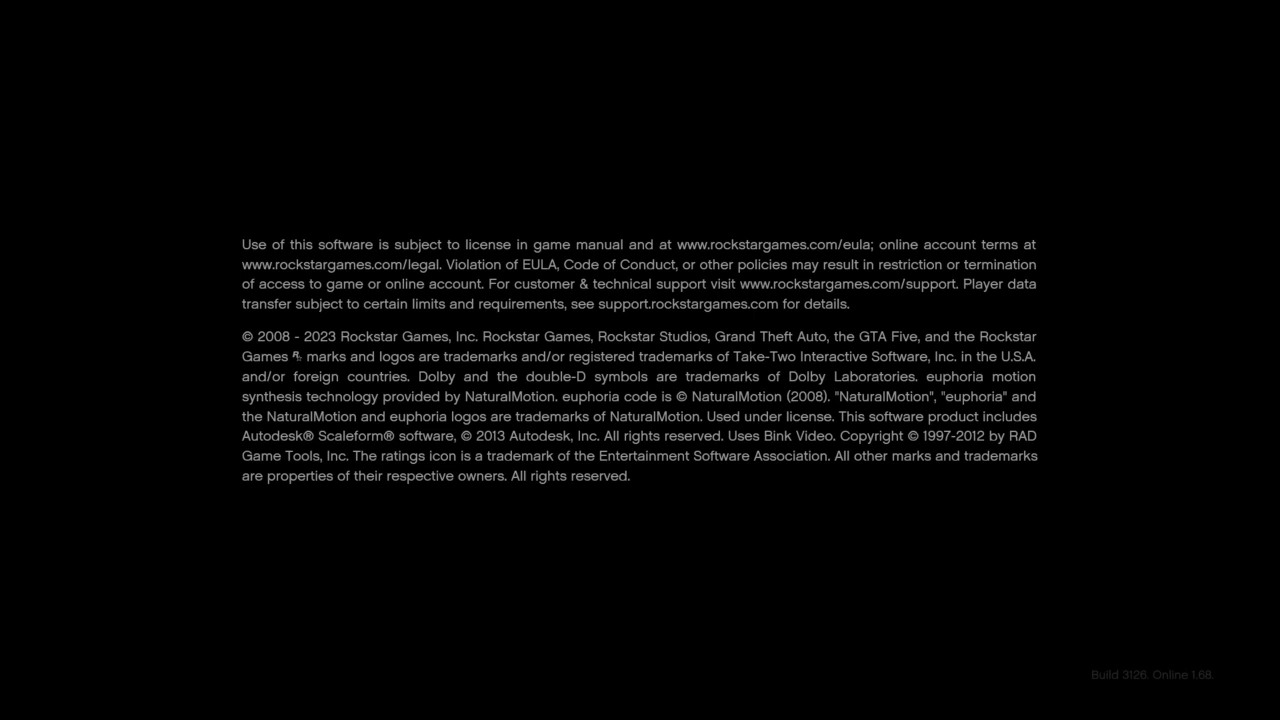 Use of this software is subject to license in game manual and at www.rockstargames.com/eula; online account terms at
www.rockstargames.com/legal. Violation of EULA, Code of Conduct, or other policies may result in restriction or termination
of access to game or online account. For customer & technical support visit www.rockstargames.com/support. Player data
transfer subject to certain limits and requirements, see support.rockstargames.com for details.
© 2008 - 2023 Rockstar Games, Inc. Rockstar Games, Rockstar Studios, Grand Theft Auto, the GTA Five, and the Rockstar
Games R* marks and logos are trademarks and/or registered trademarks of Take-Two Interactive Software, Inc. in the U.S.A.
and/or foreign countries. Dolby and the double-D symbols are trademarks of Dolby Laboratories. euphoria motion
synthesis technology provided by NaturalMotion. euphoria code is © NaturalMotion (2008). "NaturalMotion", "euphoria" and
the NaturalMotion and euphoria logos are trademarks of NaturalMotion. Used under license. This software product includes
Autodesk® Scaleform® software, © 2013 Autodesk, Inc. All rights reserved. Uses Bink Video. Copyright © 1997-2012 by RAD
Game Tools, Inc. The ratings icon is a trademark of the Entertainment Software Association. All other marks and trademarks
are properties of their respective owners. All rights reserved.
Build 3126. Online 1.68.